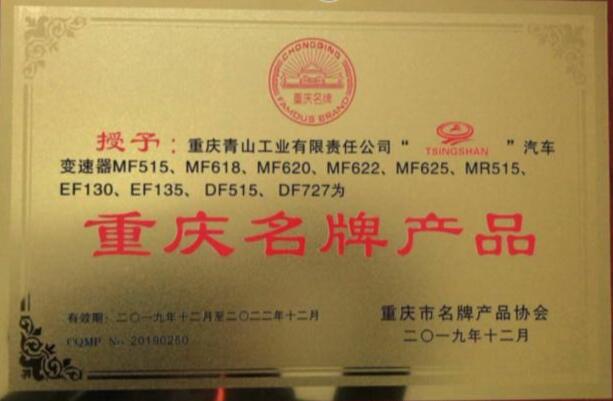 CHONGQING
重庆名牌
FAMOUS BRAND
授予：重庆青山工业有限责任公司“ TSINGSHAN ”汽车
变速器MF515、MF618、MF620、MF622、MF625、MR515、
EF130、EF135、DF515、DF727为
重庆名牌产品
有效期：二〇一九年十二月至二〇二二年十二月
CQMP No 20190250
重庆市名牌产品协会
二〇一九年十二月